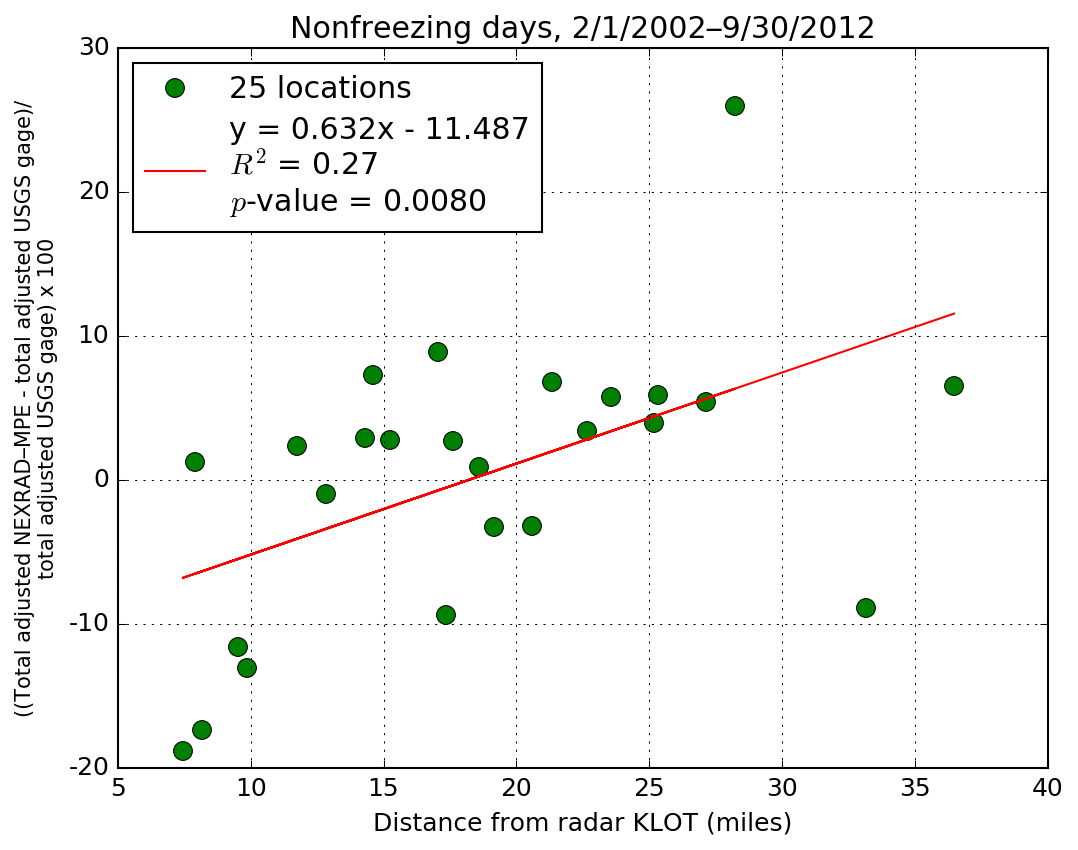 Nonfreezing days, 2/1/2002–9/30/2012
25 locations
y = 0.632x - 11.487
R² = 0.27
p-value = 0.0080
((Total adjusted NEXRAD–MPE - total adjusted USGS gage)/
total adjusted USGS gage) x 100
30
20
10
0
-10
-20
5 10 15 20 25 30 35 40
Distance from radar KLOT (miles)